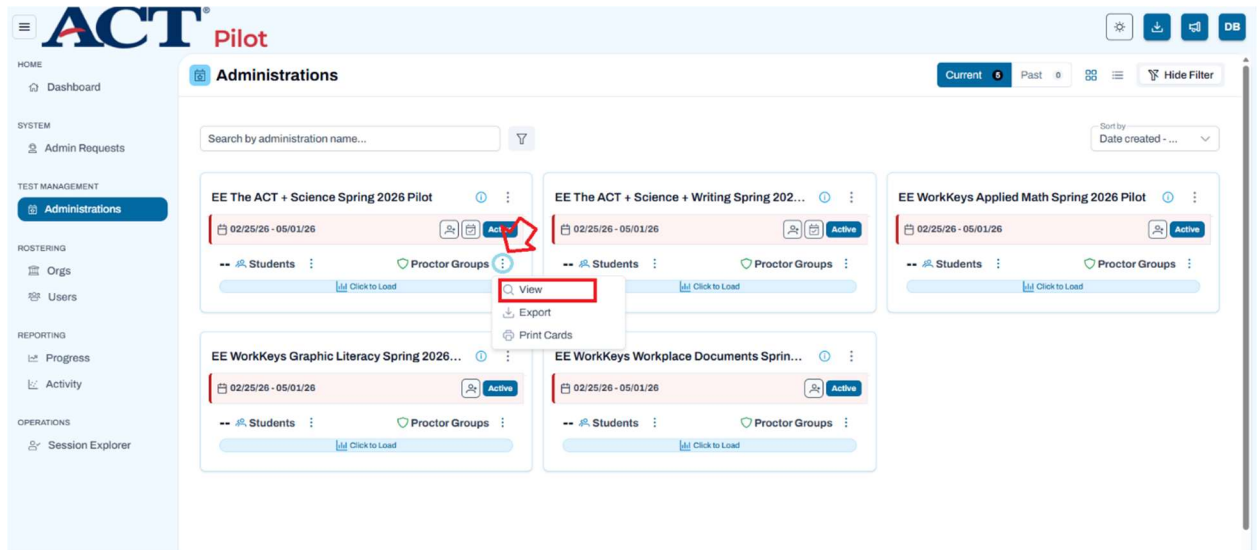 ACT® Pilot
DB
HOME
Dashboard
SYSTEM
Admin Requests
TEST MANAGEMENT
Administrations
ROSTERING
Orgs
Users
REPORTING
Progress
Activity
OPERATIONS
Session Explorer
Administrations
Current 5 Past 0 Hide Filter
Search by administration name...
Sort by
Date created - ...
EE The ACT + Science Spring 2026 Pilot
02/25/26 - 05/01/26
-- Students Proctor Groups
Click to Load
View
Export
Print Cards
EE The ACT + Science + Writing Spring 202...
02/25/26 - 05/01/26 Active
-- Students Proctor Groups
Click to Load
EE WorkKeys Applied Math Spring 2026 Pilot
02/25/26 - 05/01/26 Active
-- Students Proctor Groups
Click to Load
EE WorkKeys Graphic Literacy Spring 2026...
02/25/26 - 05/01/26 Active
-- Students Proctor Groups
Click to Load
EE WorkKeys Workplace Documents Sprin...
02/25/26 - 05/01/26 Active
-- Students Proctor Groups
Click to Load